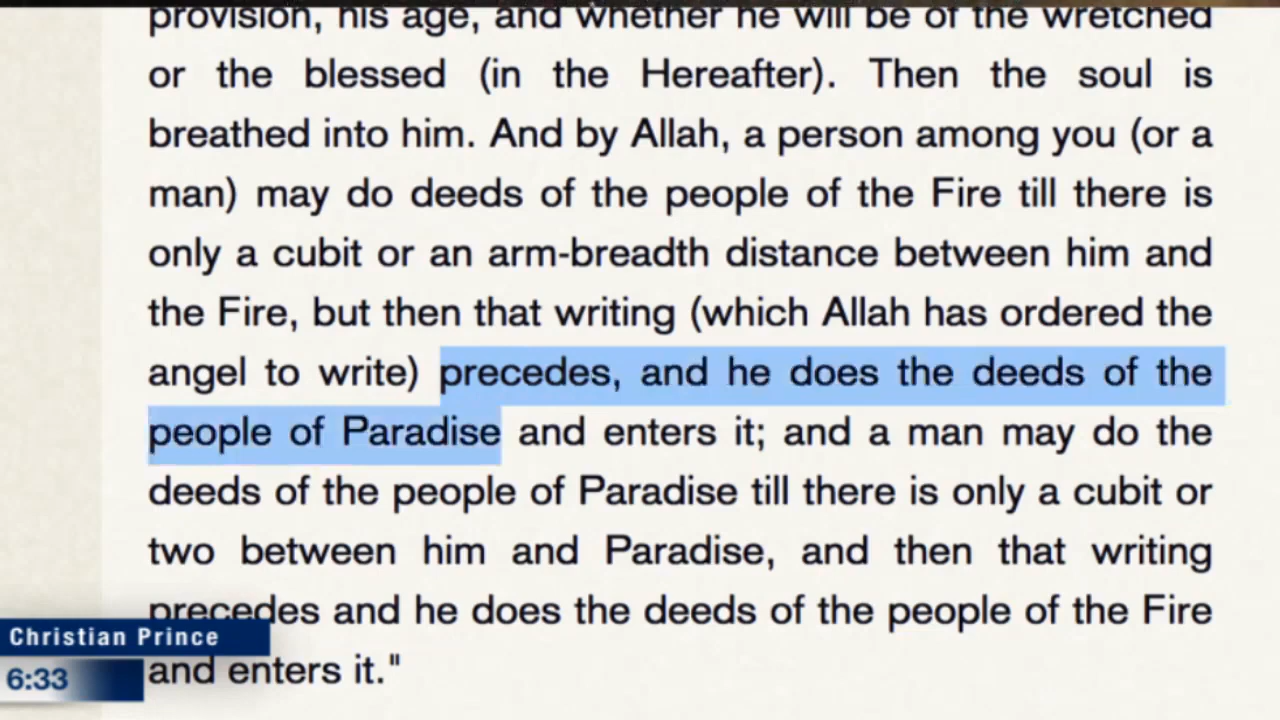 provision, his age, and whether he will be of the wretched
or the blessed (in the Hereafter). Then the soul is
breathed into him. And by Allah, a person among you (or a
man) may do deeds of the people of the Fire till there is
only a cubit or an arm-breadth distance between him and
the Fire, but then that writing (which Allah has ordered the
angel to write) precedes, and he does the deeds of the
people of Paradise and enters it; and a man may do the
deeds of the people of Paradise till there is only a cubit or
two between him and Paradise, and then that writing
precedes and he does the deeds of the people of the Fire
and enters it."
Christian Prince
6:33